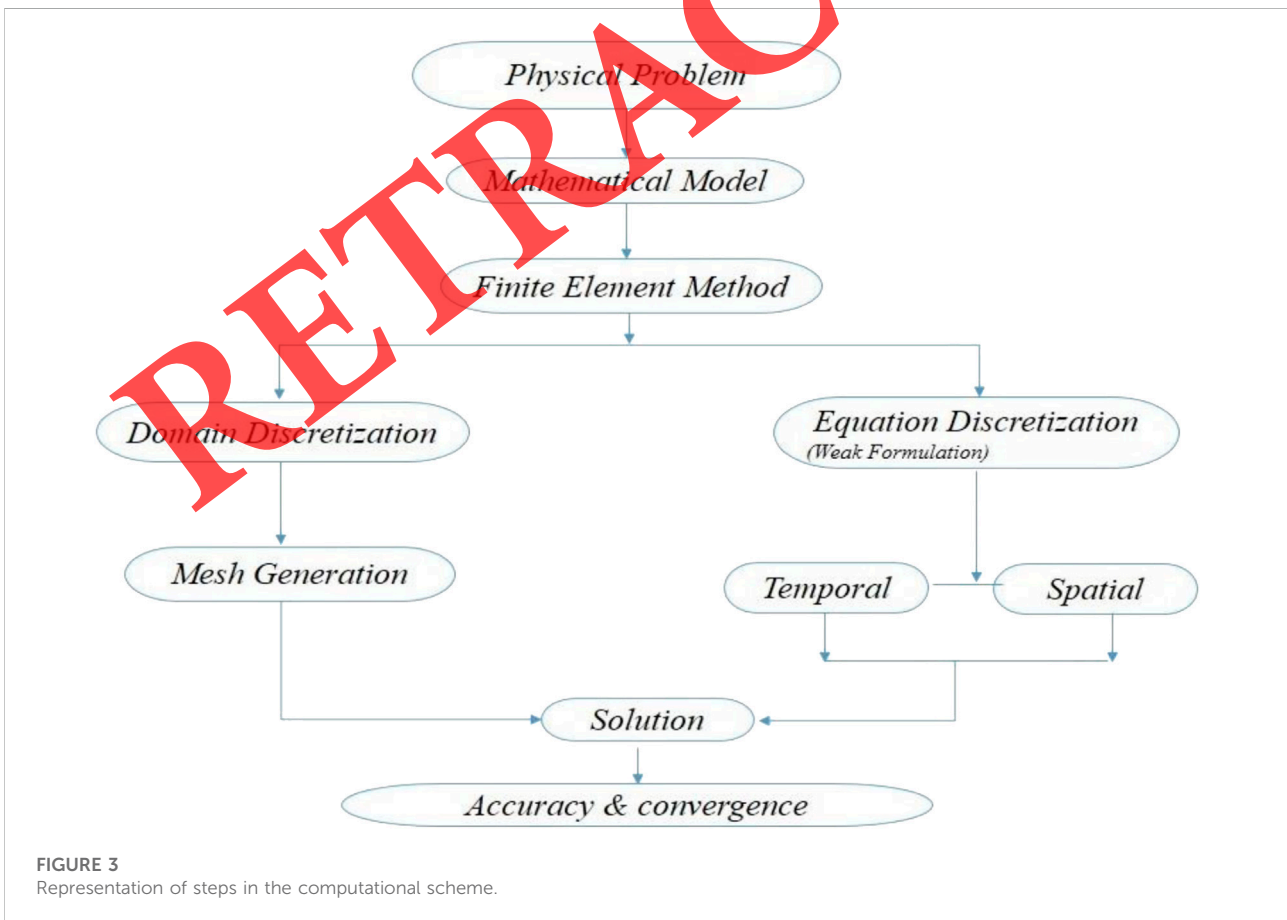 RETRAC
Physical Problem
Mathematical Model
Finite Element Method
Domain Discretization
Equation Discretization
(Weak Formulation)
Mesh Generation
Temporal
Spatial
Solution
Accuracy & convergence
FIGURE 3
Representation of steps in the computational scheme.